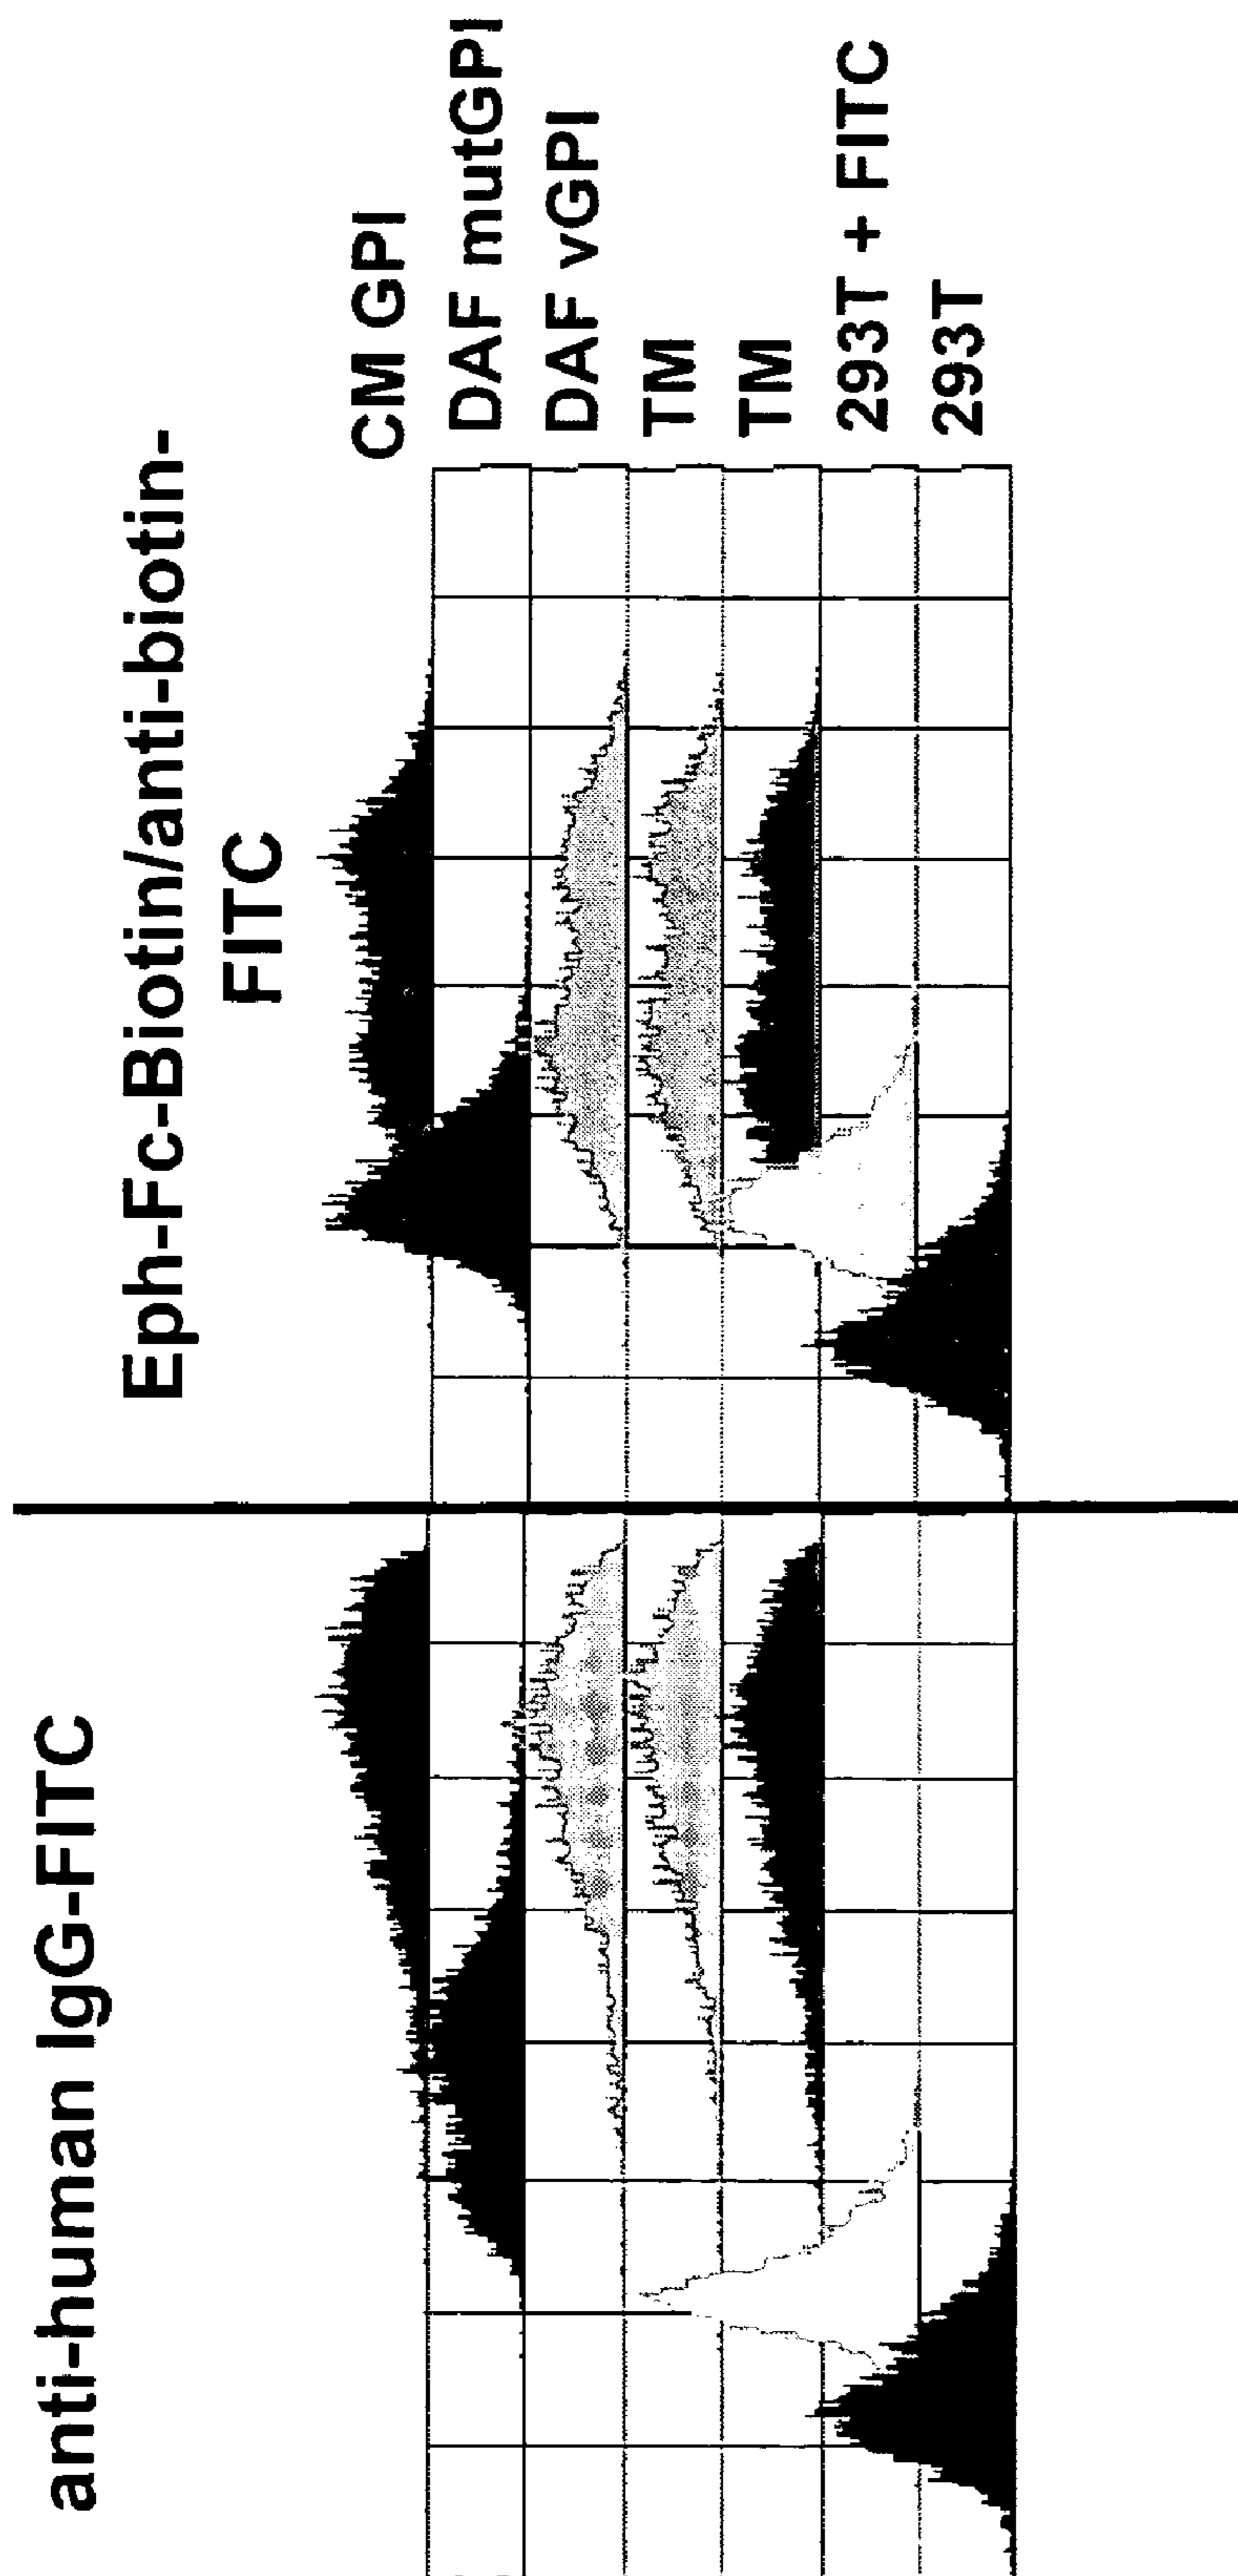 anti-human IgG-FITC
Eph-Fc-Biotin/anti-biotin-
FITC
CM GPI
DAF mutGPI
DAF vGPI
TM
TM
293T + FITC
293T